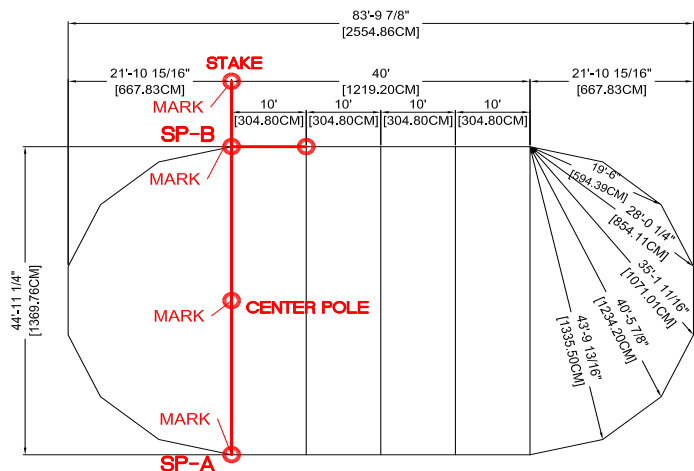 83'-9 7/8"
[2554.86CM]
STAKE
21'-10 15/16"
[667.83CM]
40'
[1219.20CM]
21'-10 15/16"
[667.83CM]
MARK
10'
[304.80CM]
10'
[304.80CM]
10'
[304.80CM]
10'
[304.80CM]
SP-B
MARK
19'-6"
[594.39CM]
28'-0 1/4"
[854.11CM]
35'-1 11/16"
[1071.01CM]
40'-5 7/8"
[1234.20CM]
43'-9 13/16"
[1335.50CM]
44'-11 1/4"
[1369.76CM]
MARK
CENTER POLE
MARK
SP-A